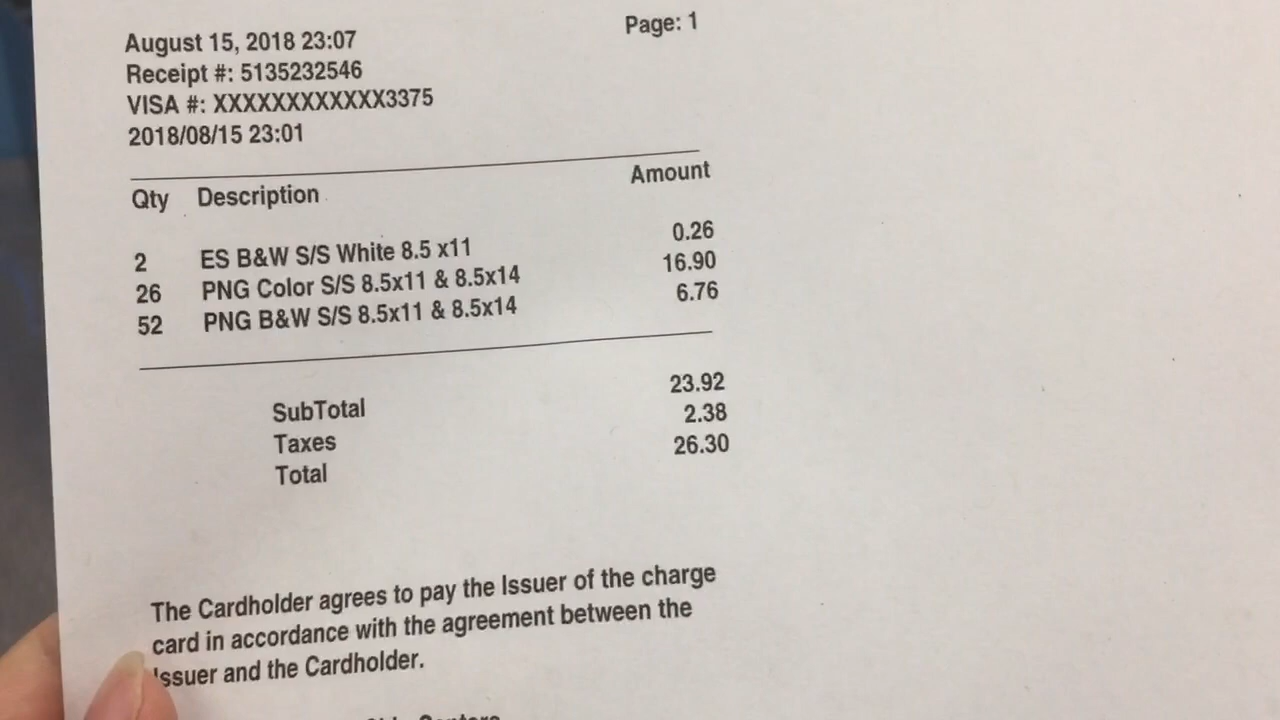 August 15, 2018 23:07 Page: 1
Receipt #: 5135232546
VISA #: XXXXXXXXXXXX3375
2018/08/15 23:01
Qty Description Amount
2 ES B&W S/S White 8.5 x11 0.26
26 PNG Color S/S 8.5x11 & 8.5x14 16.90
52 PNG B&W S/S 8.5x11 & 8.5x14 6.76
SubTotal 23.92
Taxes 2.38
Total 26.30
The Cardholder agrees to pay the Issuer of the charge
card in accordance with the agreement between the
Issuer and the Cardholder.